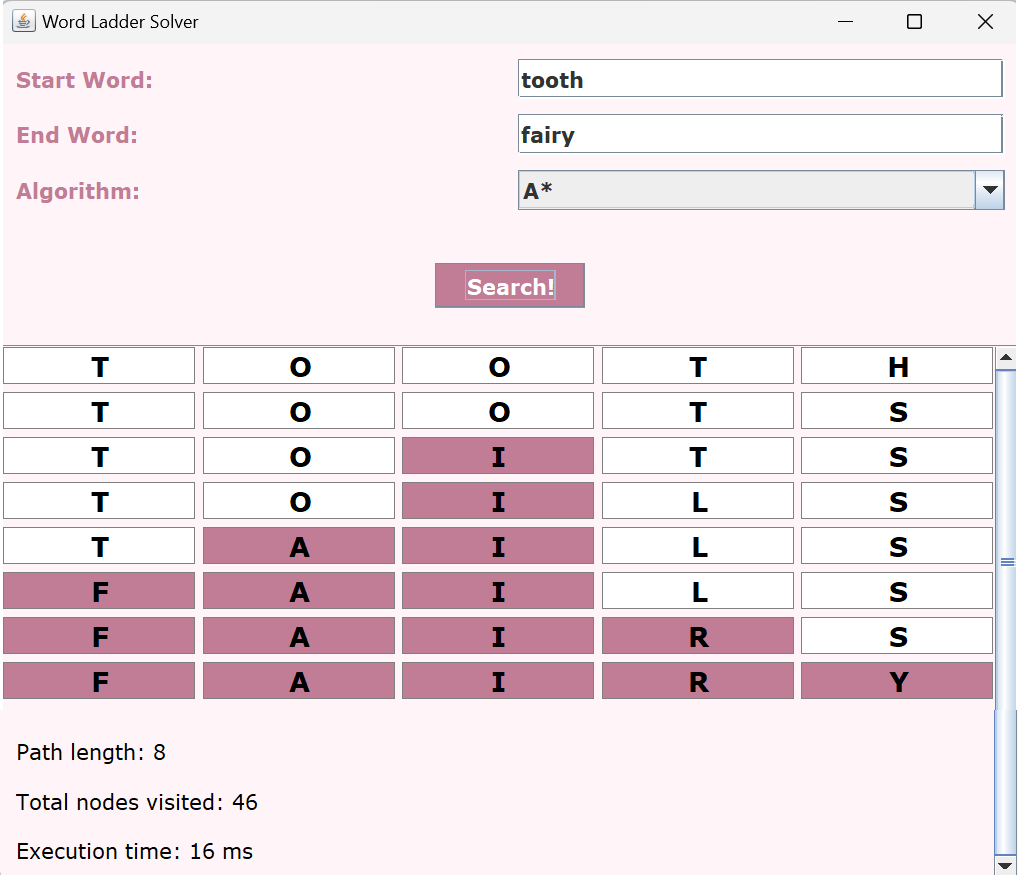 Word Ladder Solver
Start Word: tooth
End Word: fairy
Algorithm: A*
Search!
T O O T H
T O O T S
T O I T S
T O I L S
T A I L S
F A I L S
F A I R S
F A I R Y
Path length: 8
Total nodes visited: 46
Execution time: 16 ms